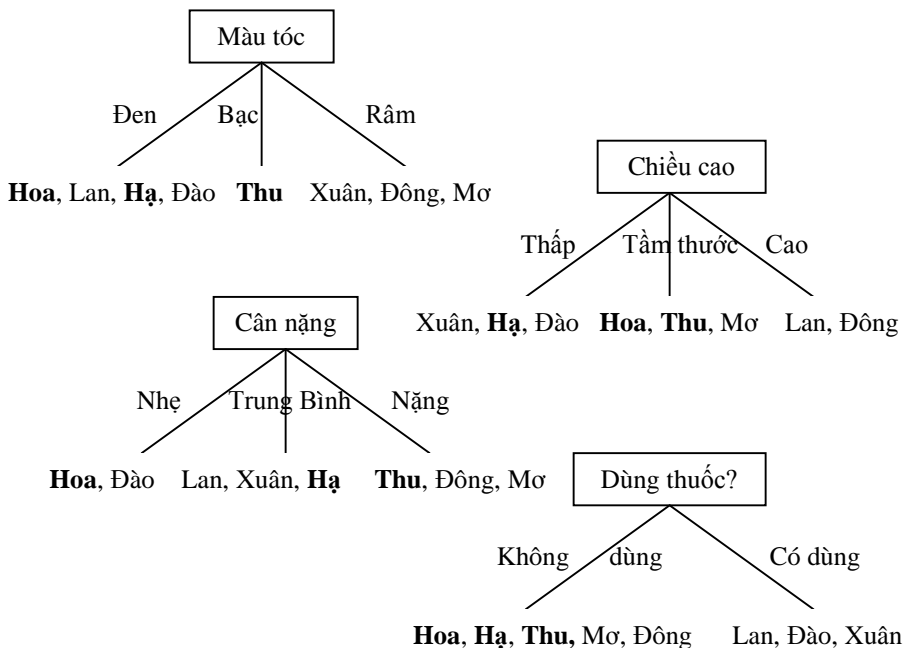 Màu tóc
Đen Bạc Râm
Hoa, Lan, Hạ, Đào Thu Xuân, Đông, Mơ
Chiều cao
Thấp Tầm thước Cao
Xuân, Hạ, Đào Hoa, Thu, Mơ Lan, Đông
Cân nặng
Nhẹ Trung Bình Nặng
Hoa, Đào Lan, Xuân, Hạ Thu, Đông, Mơ
Dùng thuốc?
Không dùng Có dùng
Hoa, Hạ, Thu, Mơ, Đông Lan, Đào, Xuân